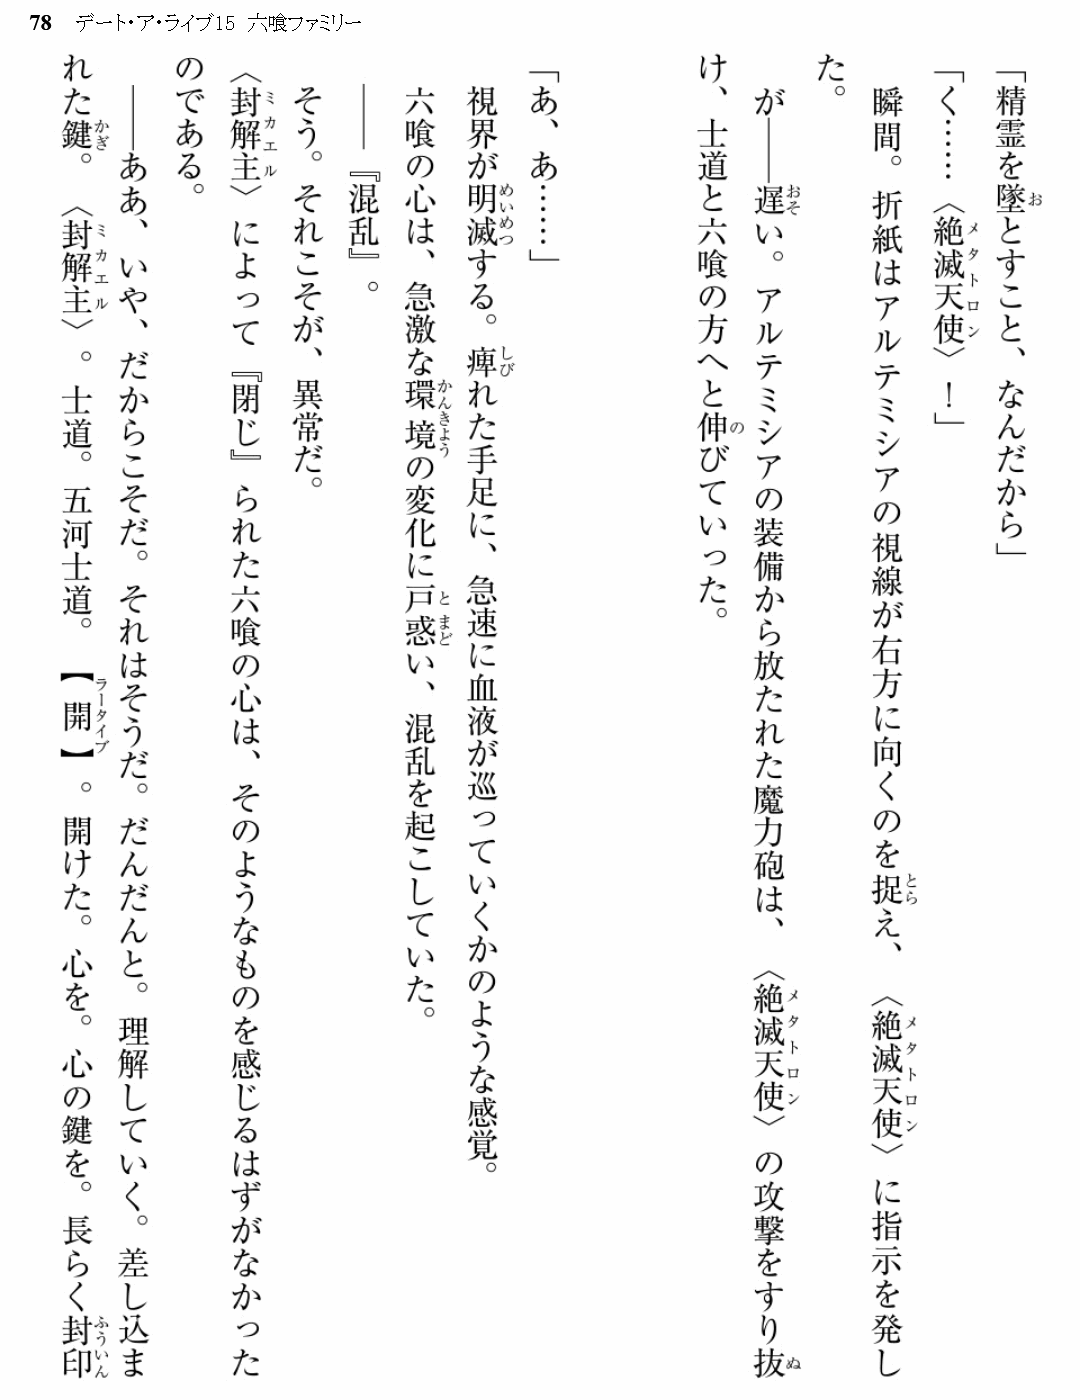 78 デート・ア・ライブ15 六喰ファミリー
「精霊を墜とすこと、なんだから」
「く……〈絶滅天使〉！」
瞬間。折紙はアルテミシアの視線が右方に向くのを捉え、〈絶滅天使〉に指示を発し
た。
が――遅い。アルテミシアの装備から放たれた魔力砲は、〈絶滅天使〉の攻撃をすり抜
け、士道と六喰の方へと伸びていった。
「あ、あ……」
視界が明滅する。痺れた手足に、急速に血液が巡っていくかのような感覚。
六喰の心は、急激な環境の変化に戸惑い、混乱を起こしていた。
――『混乱』。
そう。それこそが、異常だ。
〈封解主〉によって『閉じ』られた六喰の心は、そのようなものを感じるはずがなかった
のである。
――ああ、いや、だからこそだ。それはそうだ。だんだんと。理解していく。差し込ま
れた鍵。〈封解主〉。士道。五河士道。【開】。開けた。心を。心の鍵を。長らく封印